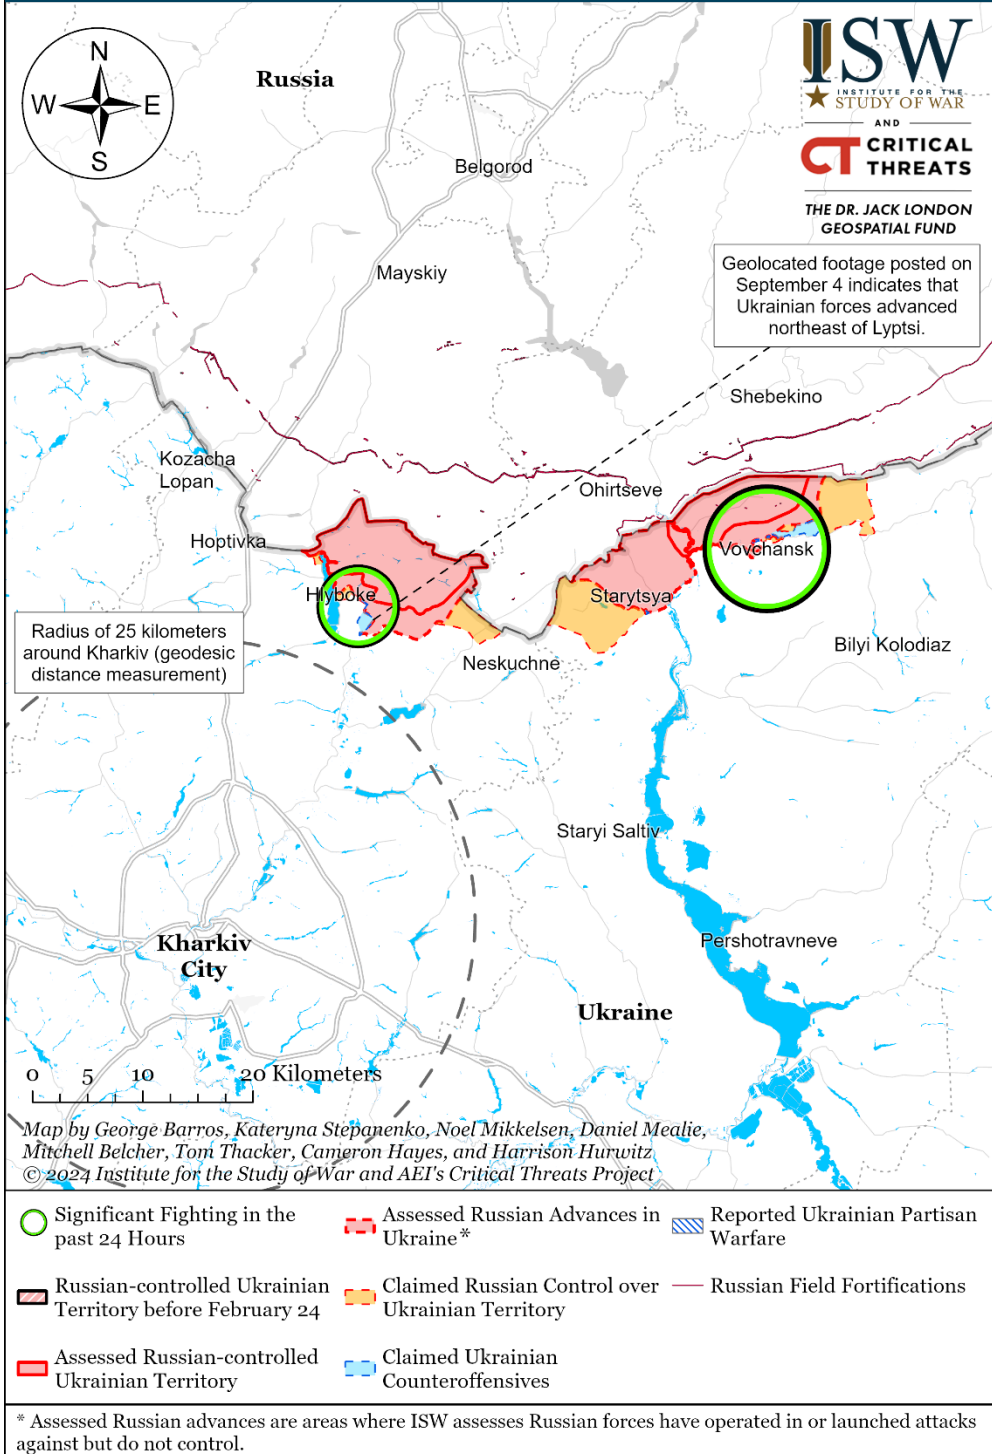 N
W E
S
Russia
ISW
INSTITUTE FOR THE
STUDY OF WAR
AND
CT CRITICAL
THREATS
THE DR. JACK LONDON
GEOSPATIAL FUND
Belgorod
Geolocated footage posted on
September 4 indicates that
Ukrainian forces advanced
northeast of Lyptsi.
Mayskiy
Shebekino
Kozacha
Lopan
Ohirtseve
Hoptivka
Vovchansk
Hlyboke
Starytsya
Radius of 25 kilometers
around Kharkiv (geodesic
distance measurement)
Bilyi Kolodiaz
Neskuchne
Staryi Saltiv
Kharkiv
City
Pershotravneve
Ukraine
0 5 10 20 Kilometers
Map by George Barros, Kateryna Stepanenko, Noel Mikkelsen, Daniel Mealie,
Mitchell Belcher, Tom Thacker, Cameron Hayes, and Harrison Hurwitz
© 2024 Institute for the Study of War and AEI's Critical Threats Project
Significant Fighting in the
past 24 Hours
Russian-controlled Ukrainian
Territory before February 24
Assessed Russian-controlled
Ukrainian Territory
Assessed Russian Advances in
Ukraine*
Claimed Russian Control over
Ukrainian Territory
Claimed Ukrainian
Counteroffensives
Reported Ukrainian Partisan
Warfare
Russian Field Fortifications
* Assessed Russian advances are areas where ISW assesses Russian forces have operated in or launched attacks
against but do not control.